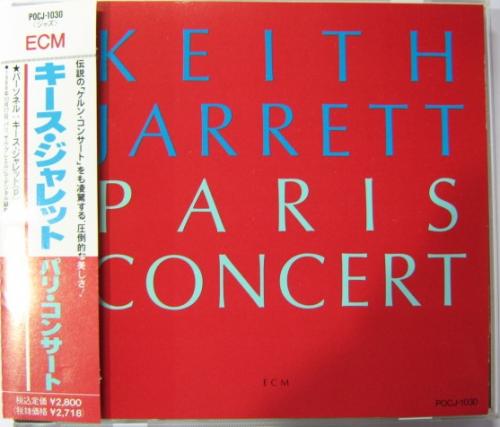 POCJ-1030
〈ジャズ〉
ECM
伝説の「ケルン・コンサート」をも凌駕する、圧倒的な美しさ!
キース・ジャレット
パリ・コンサート
★パーソネル：キース・ジャレット(p)
税込定価 ¥2,800
(税抜価格 ¥2,718)
KEITH
JARRETT
PARIS
CONCERT
ECM
POCJ-1030